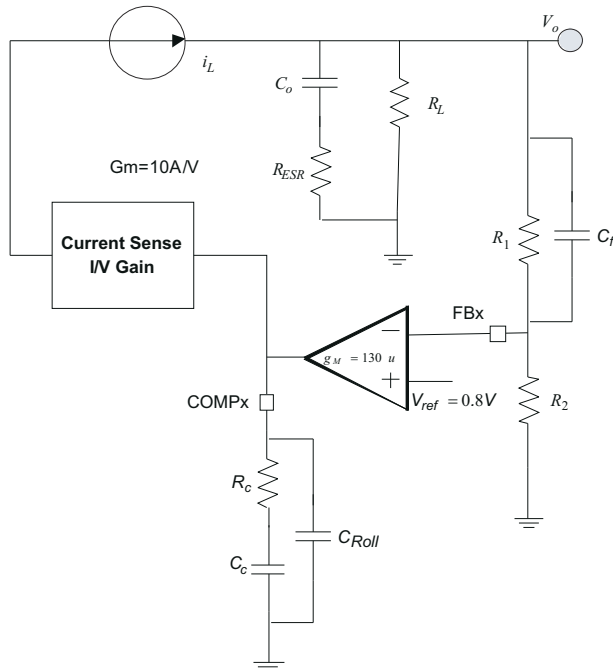 V_o
i_L
C_o
R_L
R_ESR
Gm=10A/V
Current Sense
I/V Gain
R_1
C_f
FBx
g_M = 130 u
V_ref = 0.8V
R_2
COMPx
R_c
C_Roll
C_c